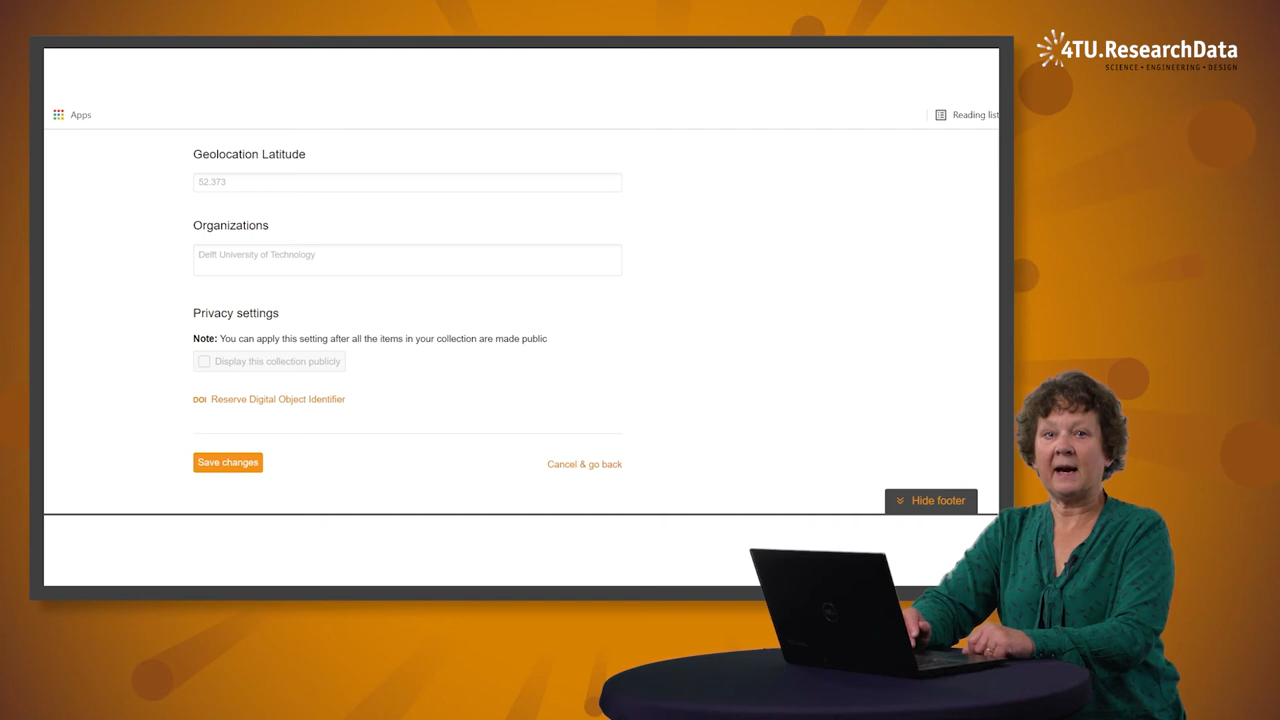 4TU.ResearchData
SCIENCE • ENGINEERING • DESIGN
Apps
Reading list
Geolocation Latitude
52.373
Organizations
Delft University of Technology
Privacy settings
Note: You can apply this setting after all the items in your collection are made public
Display this collection publicly
DOI Reserve Digital Object Identifier
Save changes
Cancel & go back
Hide footer